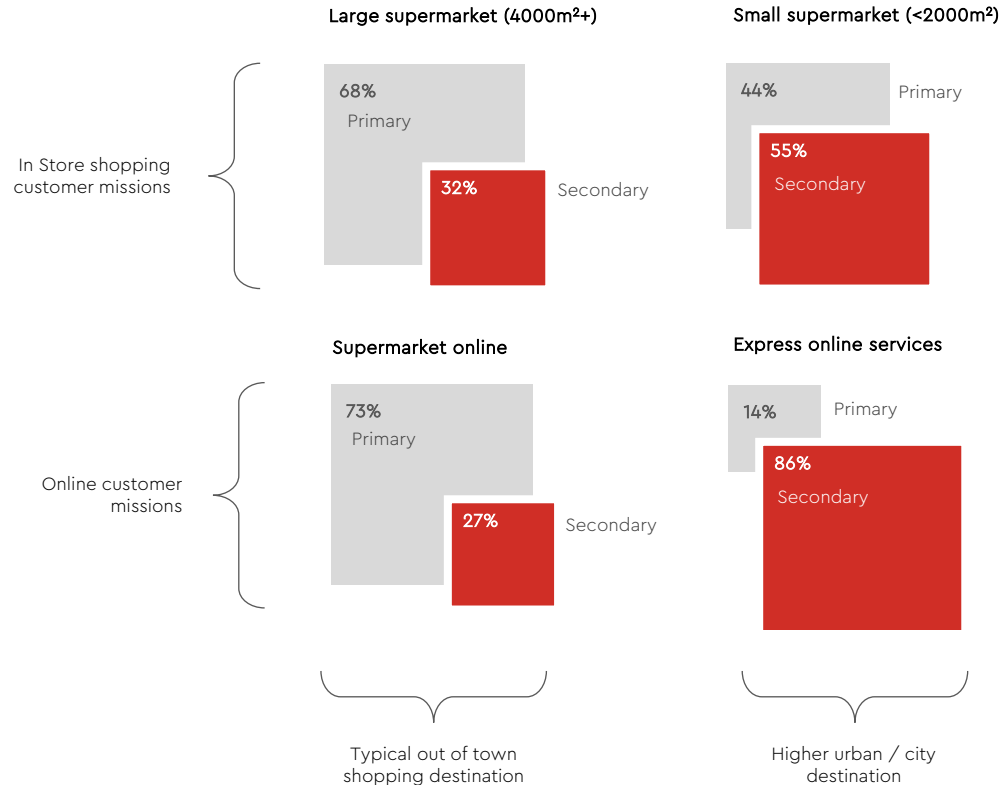 Large supermarket (4000m²+)
Small supermarket (<2000m²)
In Store shopping
customer missions
68%
Primary
32%
Secondary
44%
Primary
55%
Secondary
Supermarket online
Express online services
Online customer
missions
73%
Primary
27%
Secondary
14%
Primary
86%
Secondary
Typical out of town
shopping destination
Higher urban / city
destination